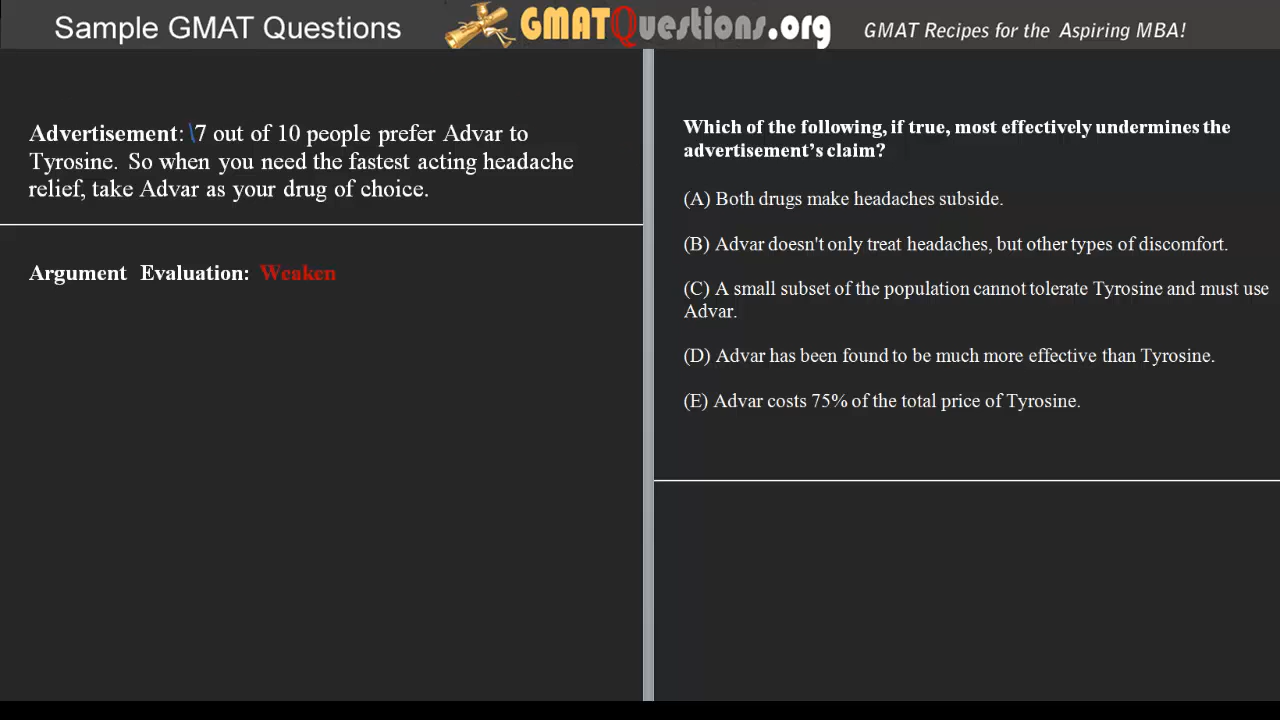 Sample GMAT Questions
GMATQuestions.org
GMAT Recipes for the Aspiring MBA!
Advertisement: 7 out of 10 people prefer Advar to
Tyrosine. So when you need the fastest acting headache
relief, take Advar as your drug of choice.
Argument Evaluation: Weaken
Which of the following, if true, most effectively undermines the
advertisement's claim?
(A) Both drugs make headaches subside.
(B) Advar doesn't only treat headaches, but other types of discomfort.
(C) A small subset of the population cannot tolerate Tyrosine and must use
Advar.
(D) Advar has been found to be much more effective than Tyrosine.
(E) Advar costs 75% of the total price of Tyrosine.